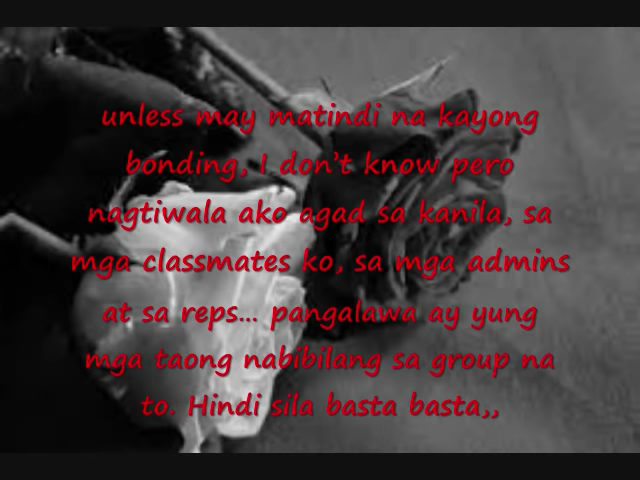 unless may matindi na kayong
bonding, I don't know pero
nagtiwala ako agad sa kanila, sa
mga classmates ko, sa mga admins
at sa reps... pangalawa ay yung
mga taong nabibilang sa group na
to. Hindi sila basta basta,,